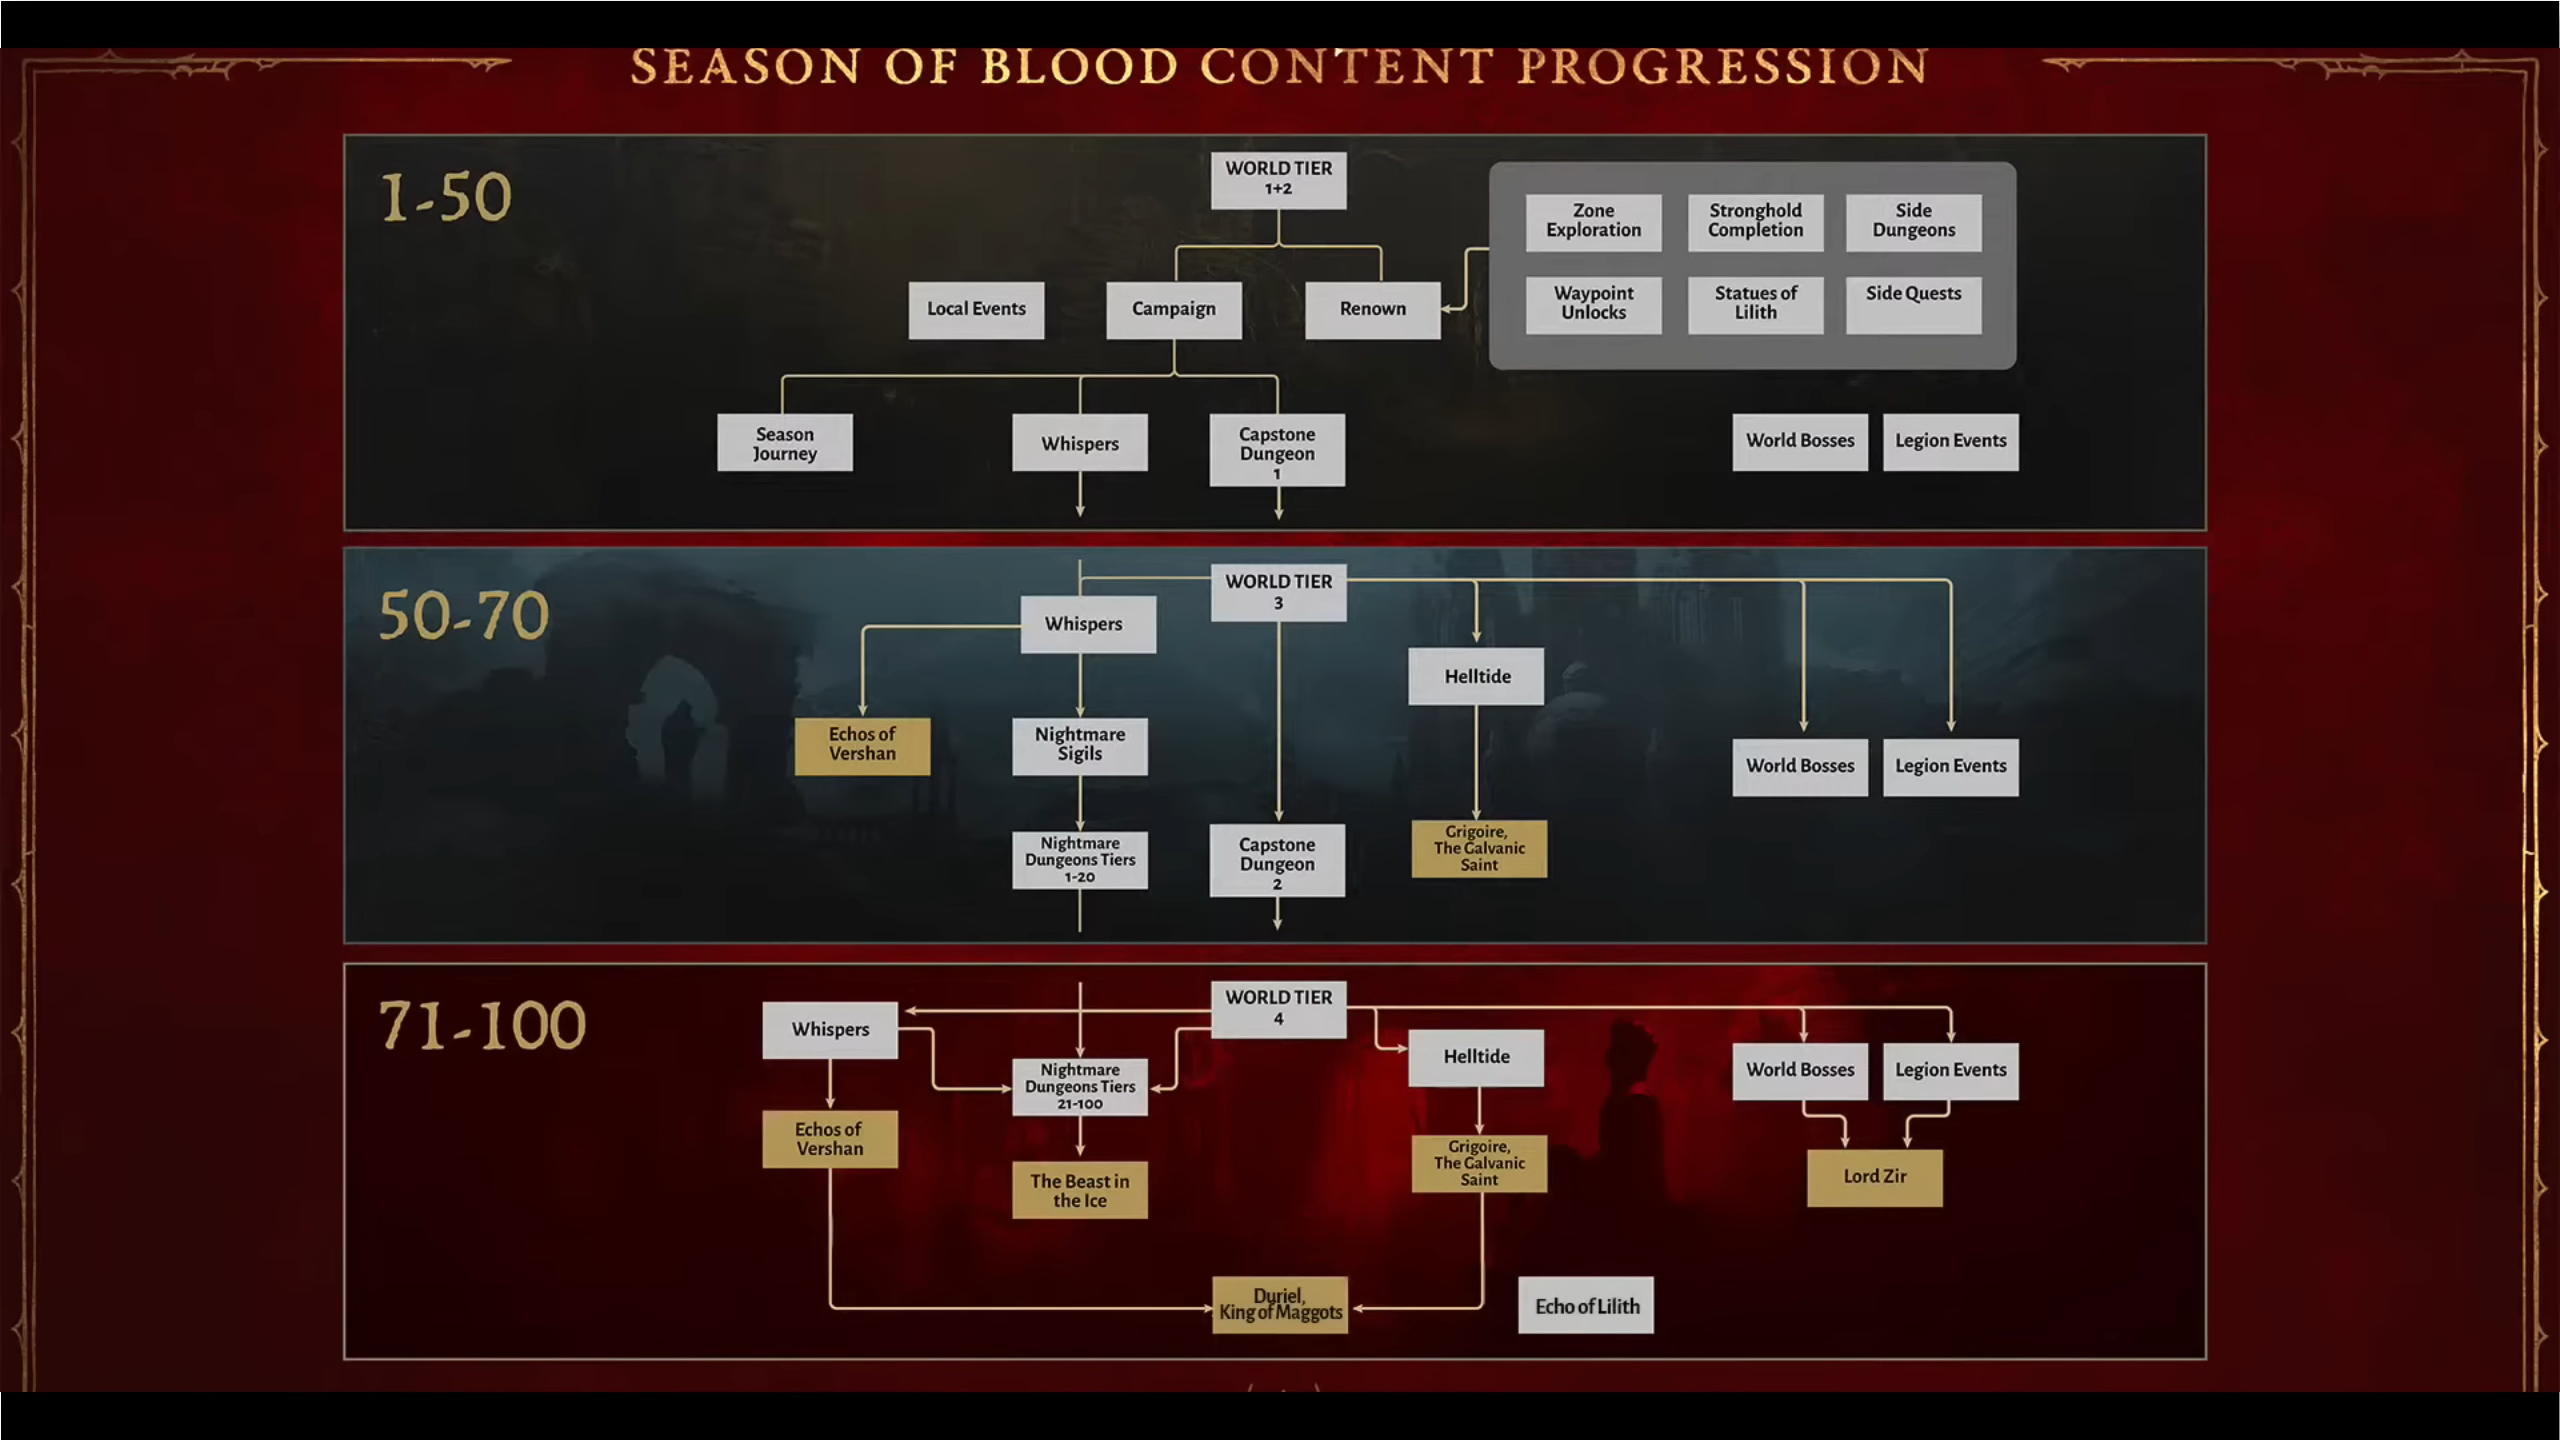 SEASON OF BLOOD CONTENT PROGRESSION
1-50
WORLD TIER
1+2
Zone
Exploration
Stronghold
Completion
Side
Dungeons
Local Events
Campaign
Renown
Waypoint
Unlocks
Statues of
Lilith
Side Quests
Season
Journey
Whispers
Capstone
Dungeon
1
World Bosses
Legion Events
50-70
WORLD TIER
3
Whispers
Helltide
Echos of
Vershan
Nightmare
Sigils
World Bosses
Legion Events
Nightmare
Dungeons Tiers
1-20
Capstone
Dungeon
2
Grigoire,
The Galvanic
Saint
71-100
WORLD TIER
4
Whispers
Nightmare
Dungeons Tiers
21-100
Helltide
World Bosses
Legion Events
Echos of
Vershan
The Beast in
the Ice
Grigoire,
The Galvanic
Saint
Lord Zir
Duriel,
King of Maggots
Echo of Lilith